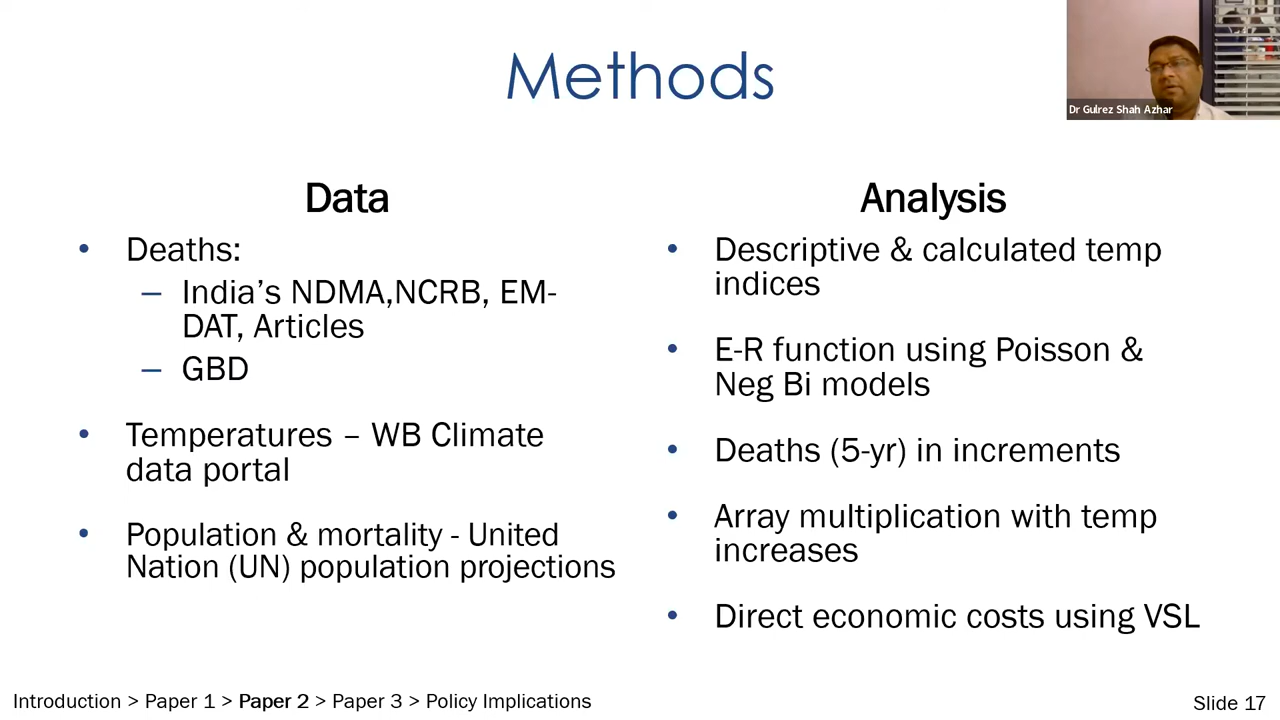 Methods
Dr Gulrez Shah Azhar
Data
• Deaths:
– India’s NDMA,NCRB, EM-
DAT, Articles
– GBD
• Temperatures – WB Climate
data portal
• Population & mortality - United
Nation (UN) population projections
Analysis
• Descriptive & calculated temp
indices
• E-R function using Poisson &
Neg Bi models
• Deaths (5-yr) in increments
• Array multiplication with temp
increases
• Direct economic costs using VSL
Introduction > Paper 1 > Paper 2 > Paper 3 > Policy Implications
Slide 17